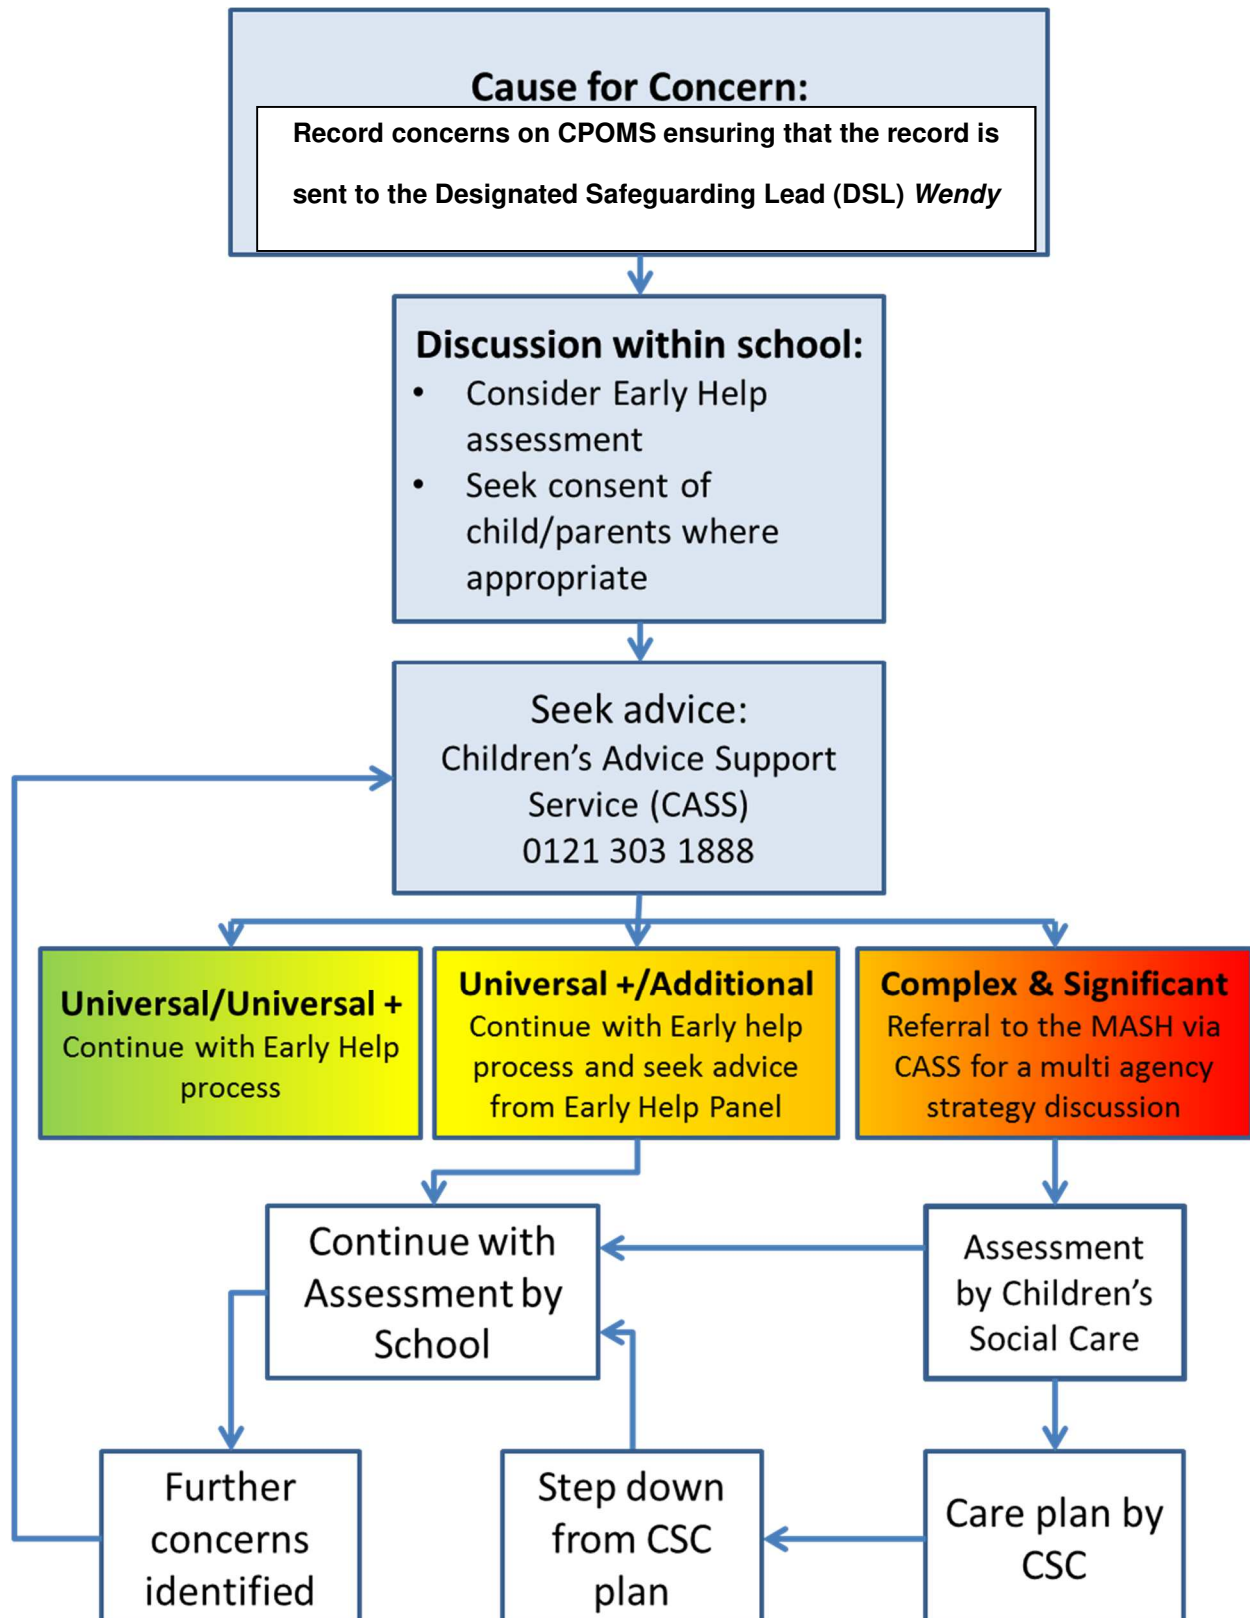 Cause for Concern:
Record concerns on CPOMS ensuring that the record is
sent to the Designated Safeguarding Lead (DSL) Wendy
Discussion within school:
• Consider Early Help
assessment
• Seek consent of
child/parents where
appropriate
Seek advice:
Children’s Advice Support
Service (CASS)
0121 303 1888
Universal/Universal +
Continue with Early Help
process
Universal +/Additional
Continue with Early help
process and seek advice
from Early Help Panel
Complex & Significant
Referral to the MASH via
CASS for a multi agency
strategy discussion
Continue with
Assessment by
School
Assessment
by Children’s
Social Care
Further
concerns
identified
Step down
from CSC
plan
Care plan by
CSC